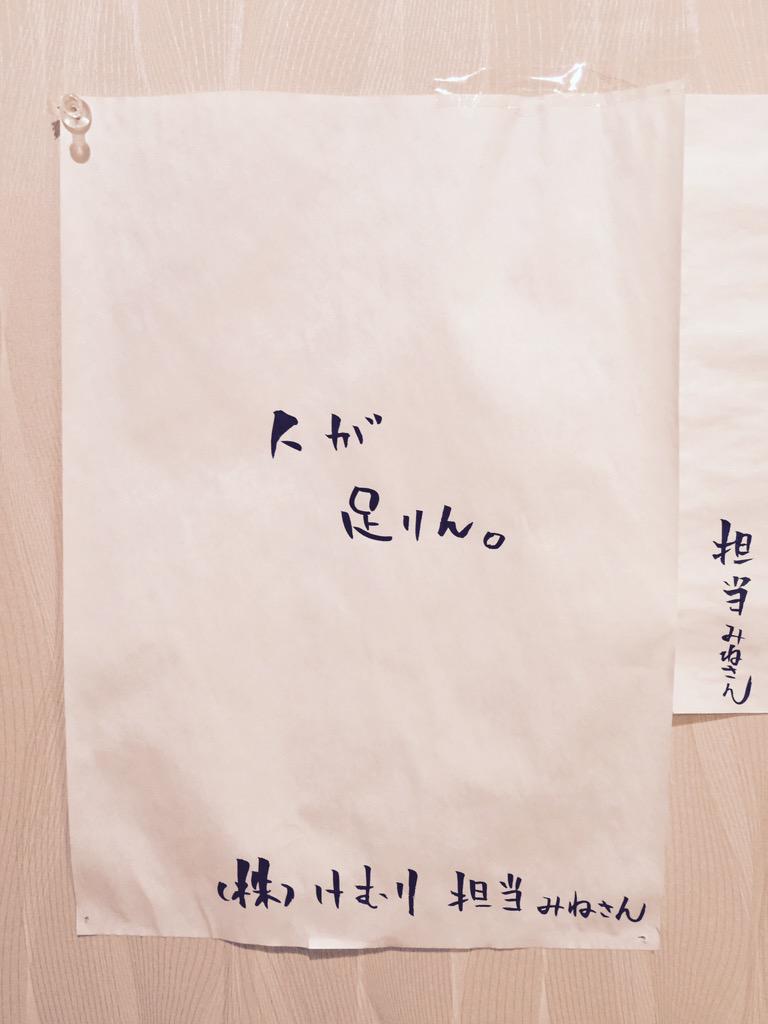 人が
足りん。
(株)けむり 担当 みねさん
担当みねさん